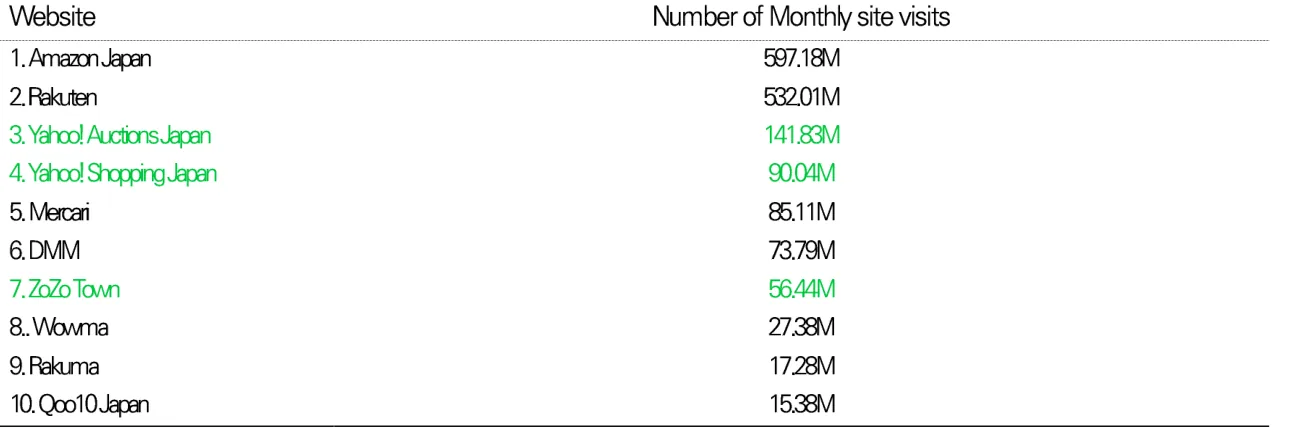 Website Number of Monthly site visits
1. Amazon Japan 597.18M
2. Rakuten 532.01M
3. Yahoo! Auctions Japan 141.83M
4. Yahoo! Shopping Japan 90.04M
5. Mercari 85.11M
6. DMM 73.79M
7. ZoZo Town 56.44M
8.. Wowma 27.38M
9. Rakuma 17.28M
10. Qoo10 Japan 15.38M